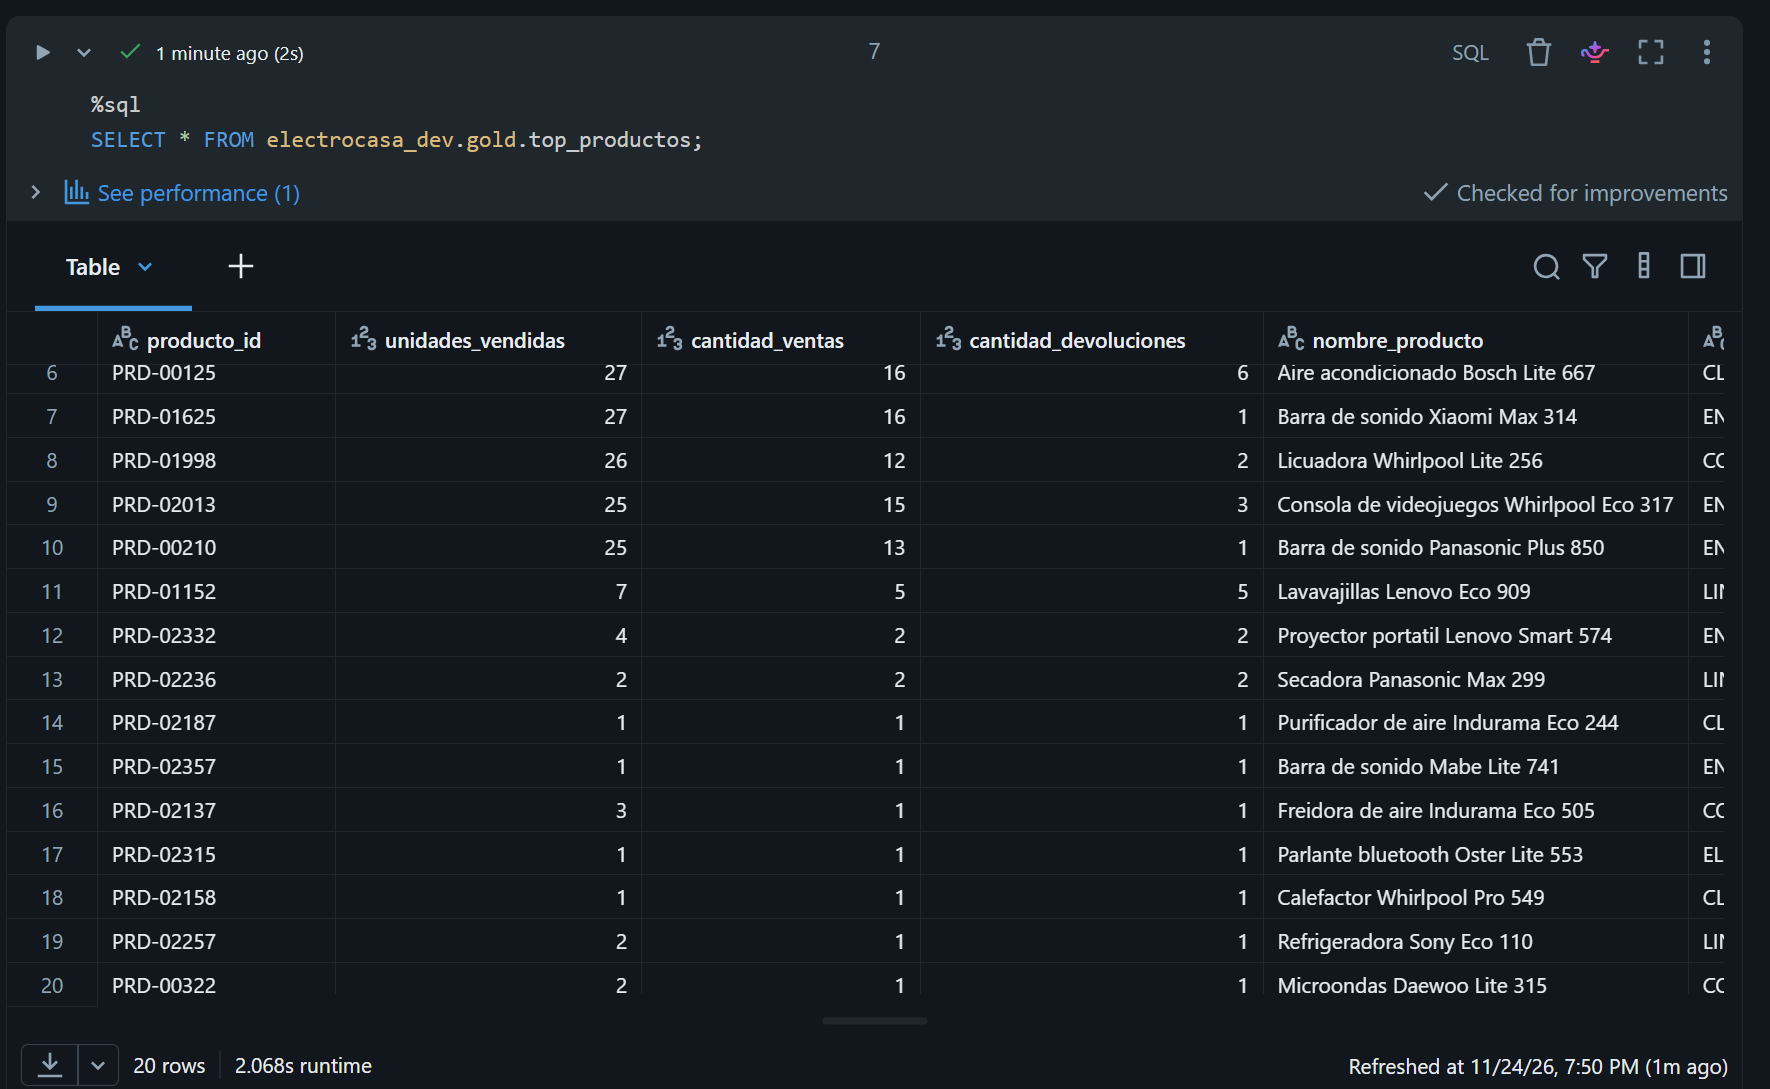 1 minute ago (2s)
7
SQL
%sql
SELECT * FROM electrocasa_dev.gold.top_productos;
See performance (1)
Checked for improvements
Table
producto_id unidades_vendidas cantidad_ventas cantidad_devoluciones nombre_producto
6 PRD-00125 27 16 6 Aire acondicionado Bosch Lite 667 CL
7 PRD-01625 27 16 1 Barra de sonido Xiaomi Max 314 EN
8 PRD-01998 26 12 2 Licuadora Whirlpool Lite 256 CO
9 PRD-02013 25 15 3 Consola de videojuegos Whirlpool Eco 317 EN
10 PRD-00210 25 13 1 Barra de sonido Panasonic Plus 850 EN
11 PRD-01152 7 5 5 Lavavajillas Lenovo Eco 909 LIN
12 PRD-02332 4 2 2 Proyector portatil Lenovo Smart 574 EN
13 PRD-02236 2 2 2 Secadora Panasonic Max 299 LIN
14 PRD-02187 1 1 1 Purificador de aire Indurama Eco 244 CL
15 PRD-02357 1 1 1 Barra de sonido Mabe Lite 741 EN
16 PRD-02137 3 1 1 Freidora de aire Indurama Eco 505 CO
17 PRD-02315 1 1 1 Parlante bluetooth Oster Lite 553 EL
18 PRD-02158 1 1 1 Calefactor Whirlpool Pro 549 CL
19 PRD-02257 2 1 1 Refrigeradora Sony Eco 110 LIN
20 PRD-00322 2 1 1 Microondas Daewoo Lite 315 CO
20 rows 2.068s runtime
Refreshed at 11/24/26, 7:50 PM (1m ago)